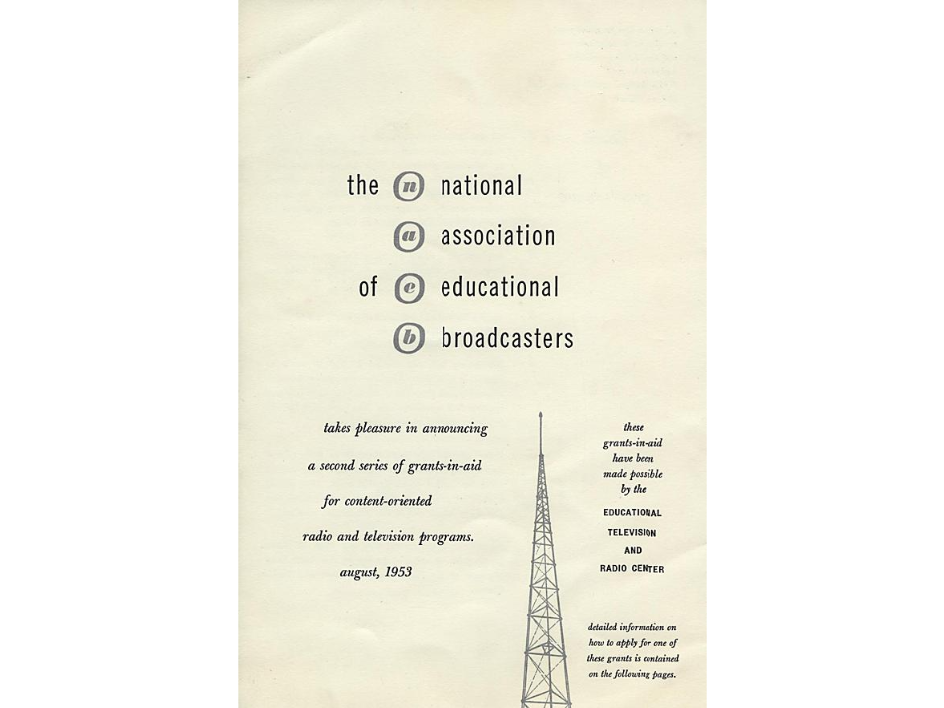 the n national
a association
of e educational
b broadcasters
takes pleasure in announcing
a second series of grants-in-aid
for content-oriented
radio and television programs.
august, 1953
these
grants-in-aid
have been
made possible
by the
EDUCATIONAL
TELEVISION
AND
RADIO CENTER
detailed information on
how to apply for one of
these grants is contained
on the following pages.